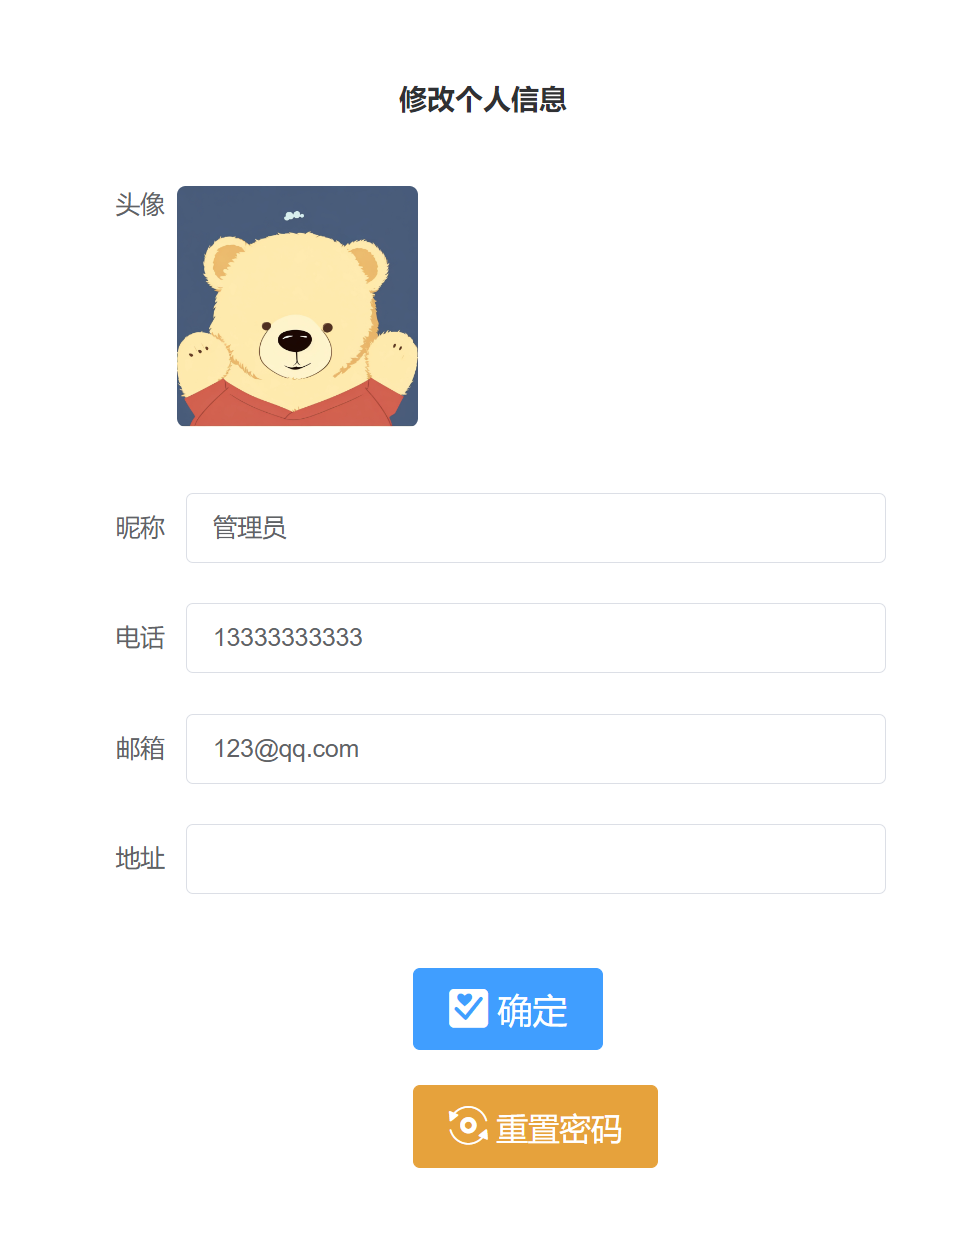 修改个人信息
头像
昵称 管理员
电话 13333333333
邮箱 123@qq.com
地址
确定
重置密码